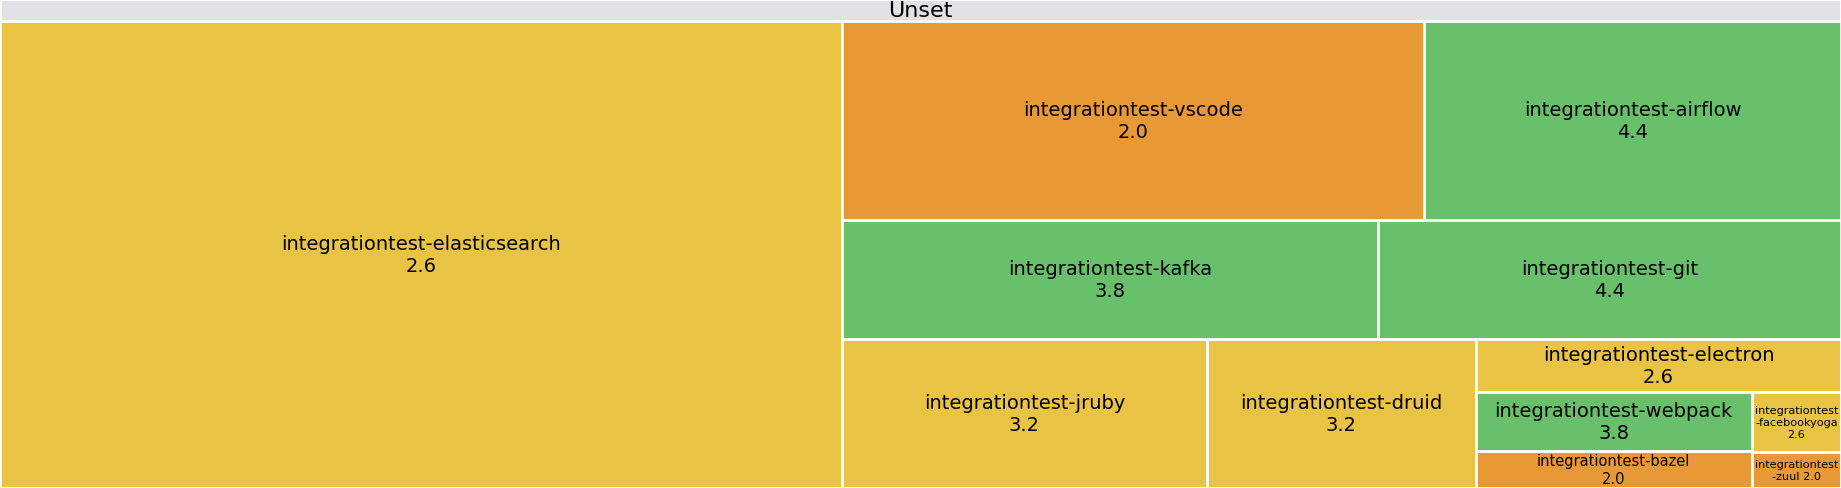 Unset
integrationtest-elasticsearch
2.6
integrationtest-vscode
2.0
integrationtest-airflow
4.4
integrationtest-kafka
3.8
integrationtest-git
4.4
integrationtest-jruby
3.2
integrationtest-druid
3.2
integrationtest-electron
2.6
integrationtest-webpack
3.8
integrationtest
-facebookyoga
2.6
integrationtest-bazel
2.0
integrationtest
-zuul 2.0